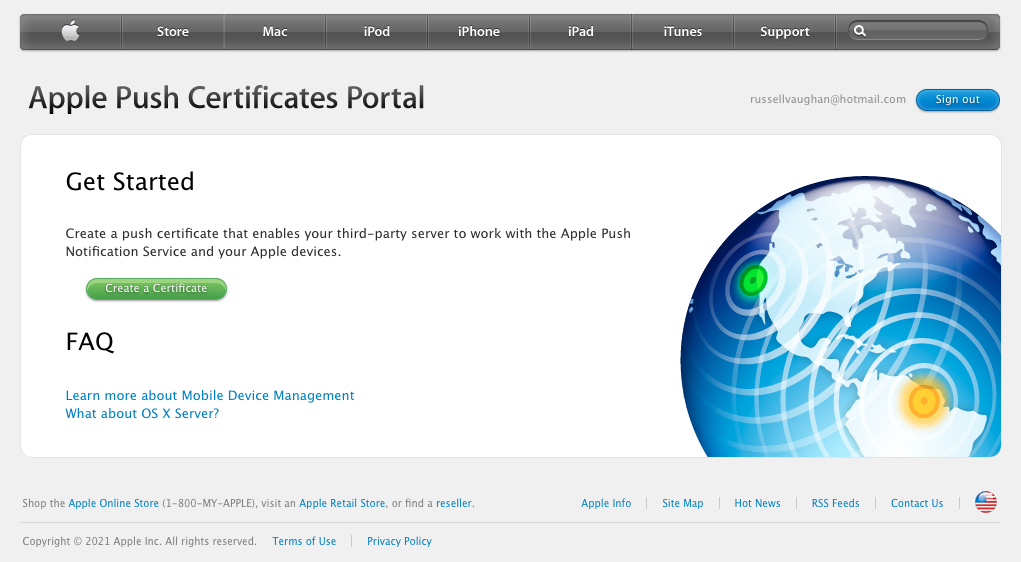 Store Mac iPod iPhone iPad iTunes Support
Apple Push Certificates Portal
russellvaughan@hotmail.com Sign out
Get Started
Create a push certificate that enables your third-party server to work with the Apple Push
Notification Service and your Apple devices.
Create a Certificate
FAQ
Learn more about Mobile Device Management
What about OS X Server?
Shop the Apple Online Store (1-800-MY-APPLE), visit an Apple Retail Store, or find a reseller.
Apple Info Site Map Hot News RSS Feeds Contact Us
Copyright © 2021 Apple Inc. All rights reserved. Terms of Use Privacy Policy